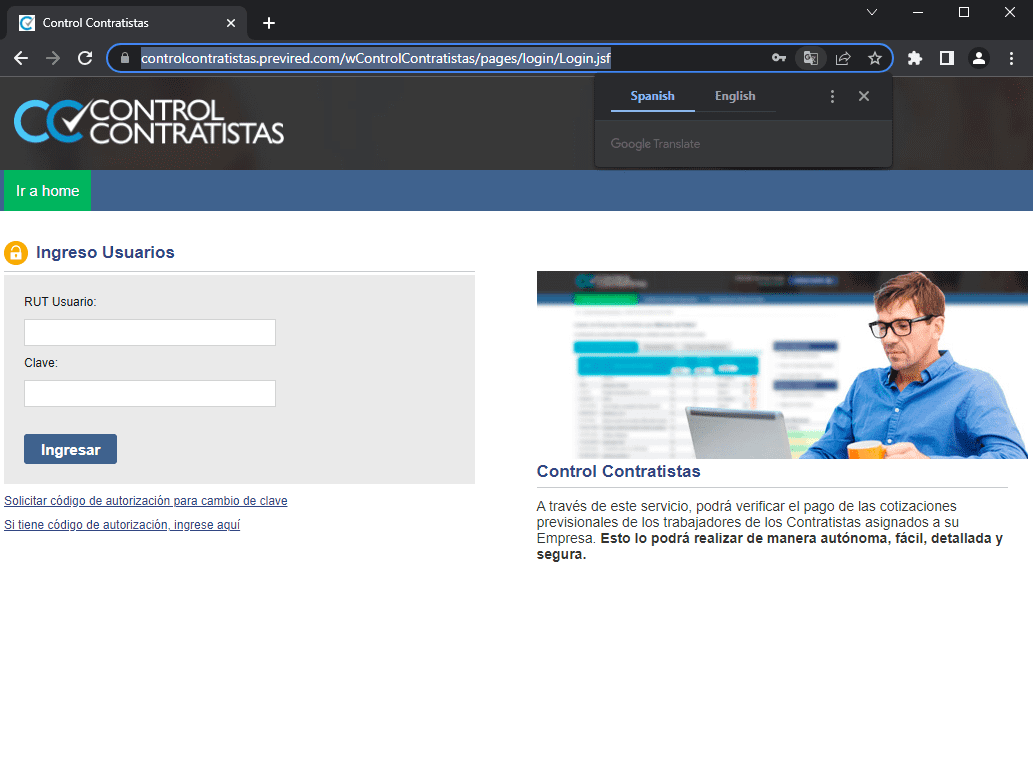 Control Contratistas
controlcontratistas.previred.com/wControlContratistas/pages/login/Login.jsf
Spanish English
Google Translate
CONTROL
CONTRATISTAS
Ir a home
Ingreso Usuarios
RUT Usuario:
Clave:
Ingresar
Solicitar código de autorización para cambio de clave
Si tiene código de autorización, ingrese aquí
Control Contratistas
A través de este servicio, podrá verificar el pago de las cotizaciones
previsionales de los trabajadores de los Contratistas asignados a su
Empresa. Esto lo podrá realizar de manera autónoma, fácil, detallada y
segura.